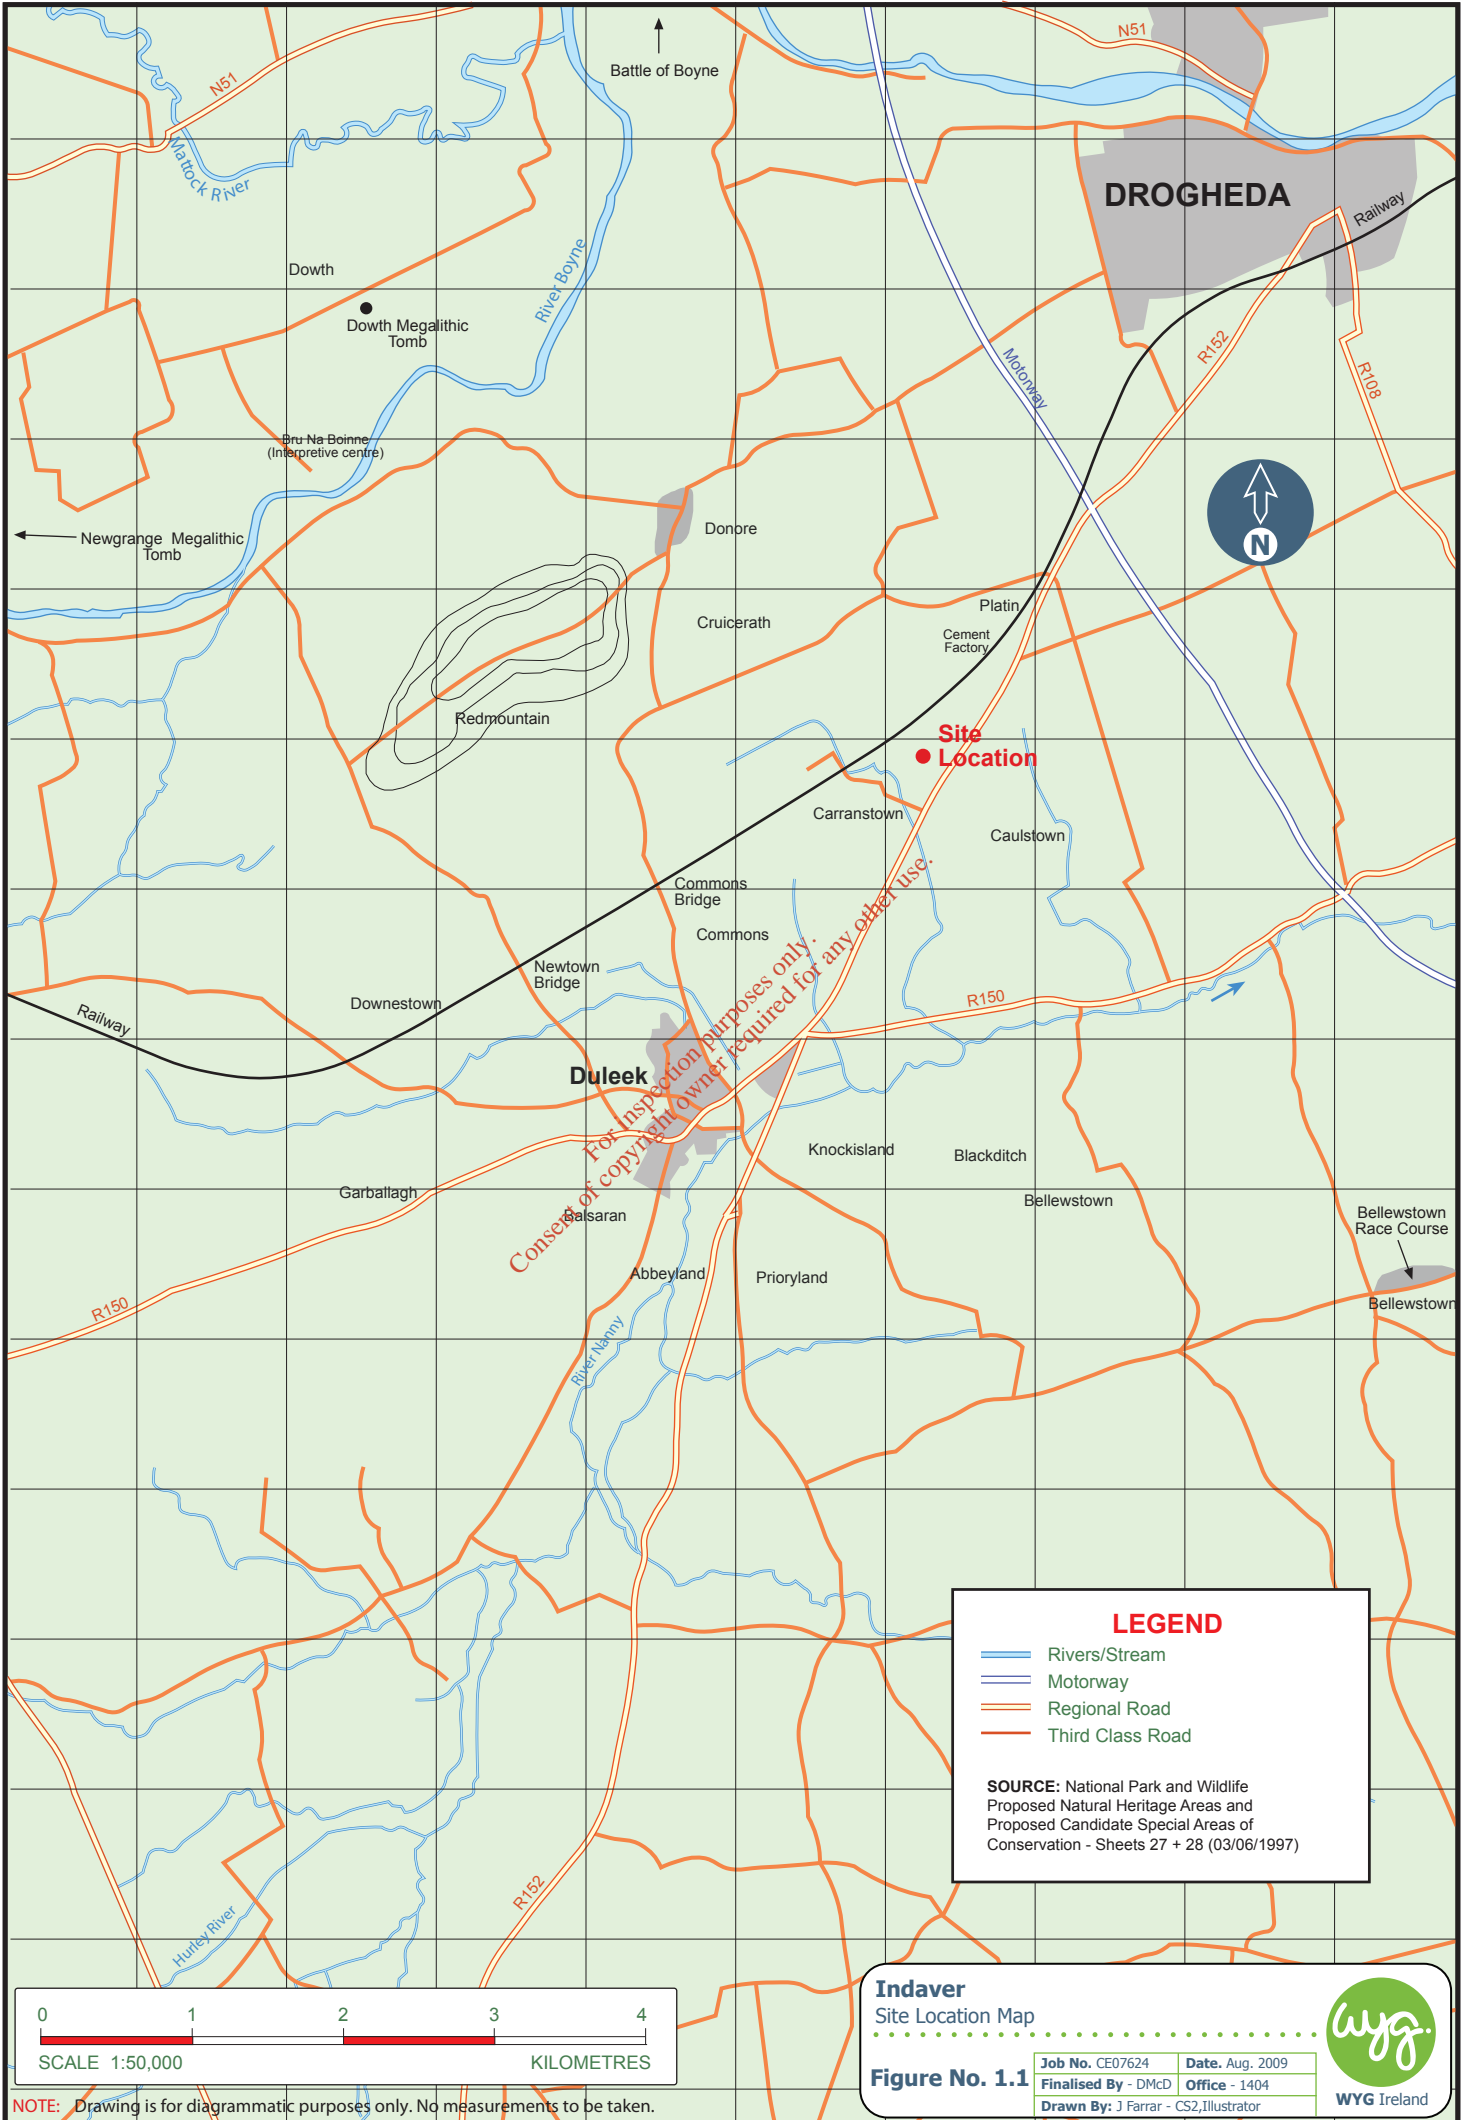 N51
Battle of Boyne
N51
Mattock River
DROGHEDA
Railway
Dowth
River Boyne
Dowth Megalithic
Tomb
Motorway
R152
R108
Bru Na Boinne
(Interpretive centre)
Donore
Newgrange Megalithic
Tomb
N
Platin
Cruicerath
Cement
Factory
Redmountain
Site
Location
Carranstown
Caulstown
Commons
Bridge
Commons
Newtown
Bridge
Downestown
R150
Railway
Duleek
For inspection purposes only.
Consent of copyright owner required for any other use.
Knockisland
Blackditch
Garballagh
Bellewstown
Balsaran
Bellewstown
Race Course
Abbeyland
Prioryland
R150
Bellewstown
River Nanny
LEGEND
Rivers/Stream
Motorway
Regional Road
Third Class Road
SOURCE: National Park and Wildlife
Proposed Natural Heritage Areas and
Proposed Candidate Special Areas of
Conservation - Sheets 27 + 28 (03/06/1997)
R152
Hurley River
0 1 2 3 4
SCALE 1:50,000 KILOMETRES
NOTE: Drawing is for diagrammatic purposes only. No measurements to be taken.
Indaver
Site Location Map
Figure No. 1.1
Job No. CE07624 Date. Aug. 2009
Finalised By - DMcD Office - 1404
Drawn By: J Farrar - CS2,Illustrator
wyg.
WYG Ireland